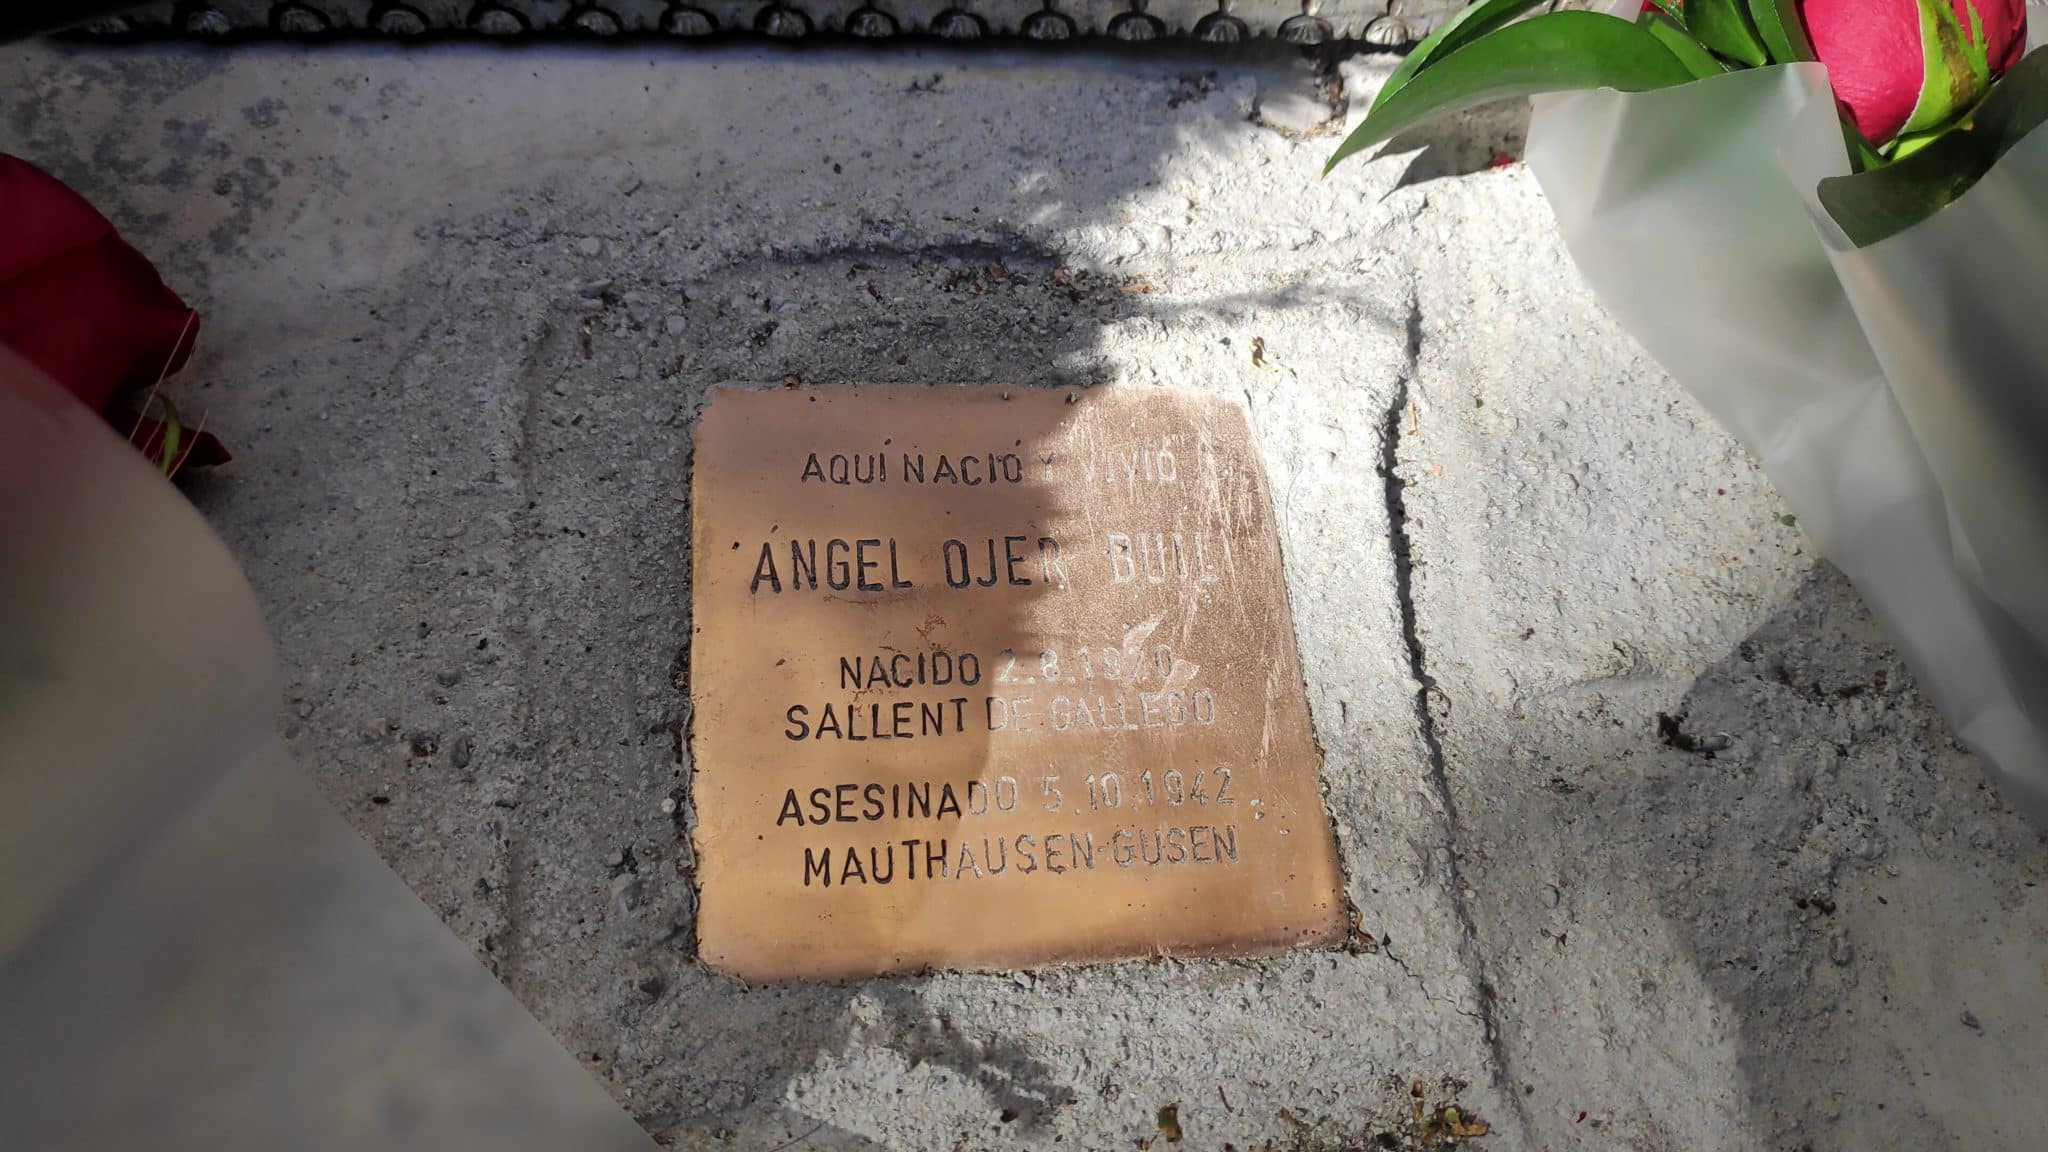 AQUÍ NACIÓ Y VIVIÓ
ÁNGEL OJER BUIL
NACIDO 2.8.1920
SALLENT DE GALLEGO
ASESINADO 5.10.1942
MAUTHAUSEN-GUSEN